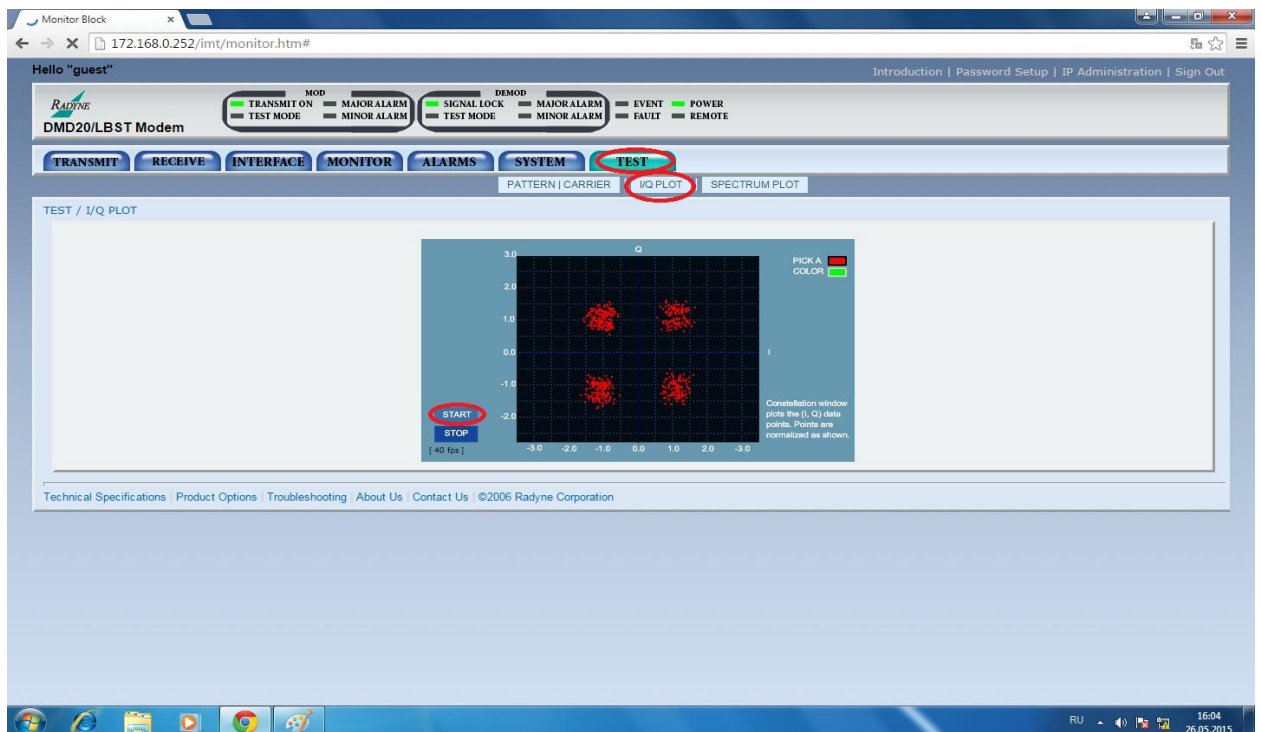 Monitor Block
172.168.0.252/imt/monitor.htm#
Hello "guest"
Introduction | Password Setup | IP Administration | Sign Out
RADYNE
DMD20/LBST Modem
MOD
TRANSMIT ON MAJOR ALARM
TEST MODE MINOR ALARM
DEMOD
SIGNAL LOCK MAJOR ALARM
TEST MODE MINOR ALARM
EVENT POWER
FAULT REMOTE
TRANSMIT RECEIVE INTERFACE MONITOR ALARMS SYSTEM TEST
PATTERN | CARRIER I/Q PLOT SPECTRUM PLOT
TEST / I/Q PLOT
Q
3.0
2.0
1.0
0.0
-1.0
-2.0
I
-3.0 -2.0 -1.0 0.0 1.0 2.0 -3.0
PICK A
COLOR
START
STOP
[ 40 fps ]
Constellation window
plots the (I, Q) data
points. Points are
normalized as shown.
Technical Specifications | Product Options | Troubleshooting | About Us | Contact Us | ©2006 Radyne Corporation
RU
16:04
26.05.2015